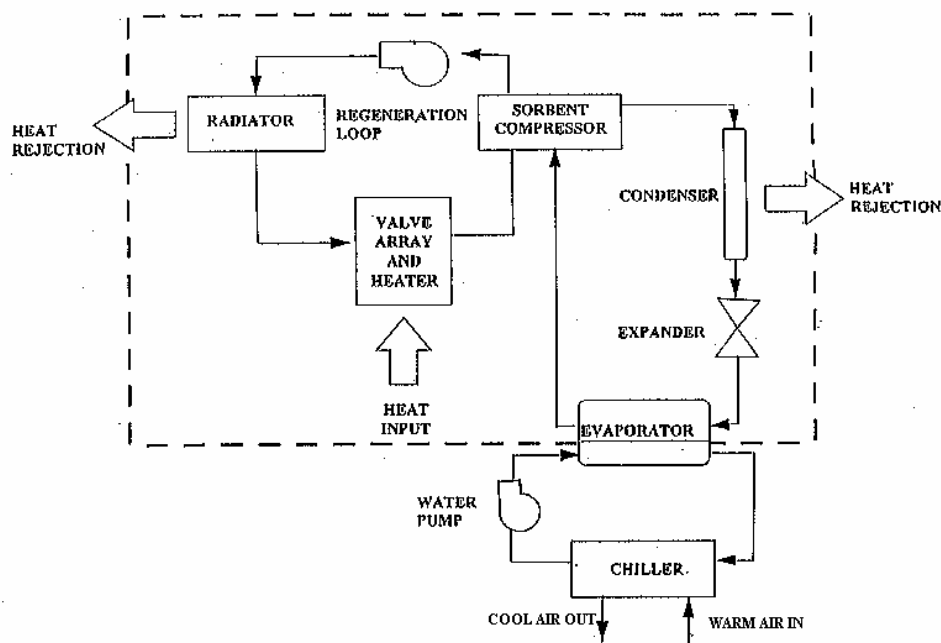 REGENERATION
LOOP
RADIATOR
SORBENT
COMPRESSOR
HEAT
REJECTION
CONDENSER
HEAT
REJECTION
VALVE
ARRAY
AND
HEATER
EXPANDER
HEAT
INPUT
EVAPORATOR
WATER
PUMP
CHILLER
COOL AIR OUT
WARM AIR IN